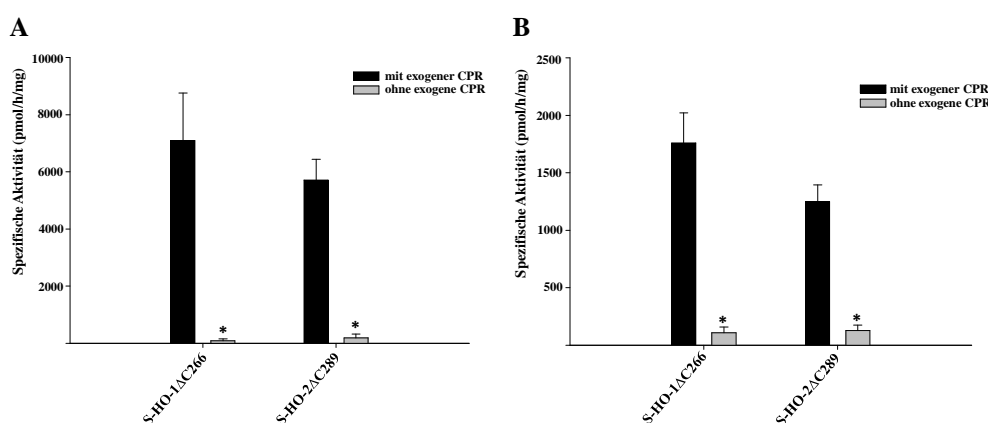 A
Spezifische Aktivität (pmol/h/mg)
10000
8000
6000
4000
2000
mit exogener CPR
ohne exogene CPR
*
*
S-HO-1ΔC266
S-HO-2ΔC289
B
Spezifische Aktivität (pmol/h/mg)
2500
2000
1500
1000
500
mit exogener CPR
ohne exogene CPR
*
*
S-HO-1ΔC266
S-HO-2ΔC289